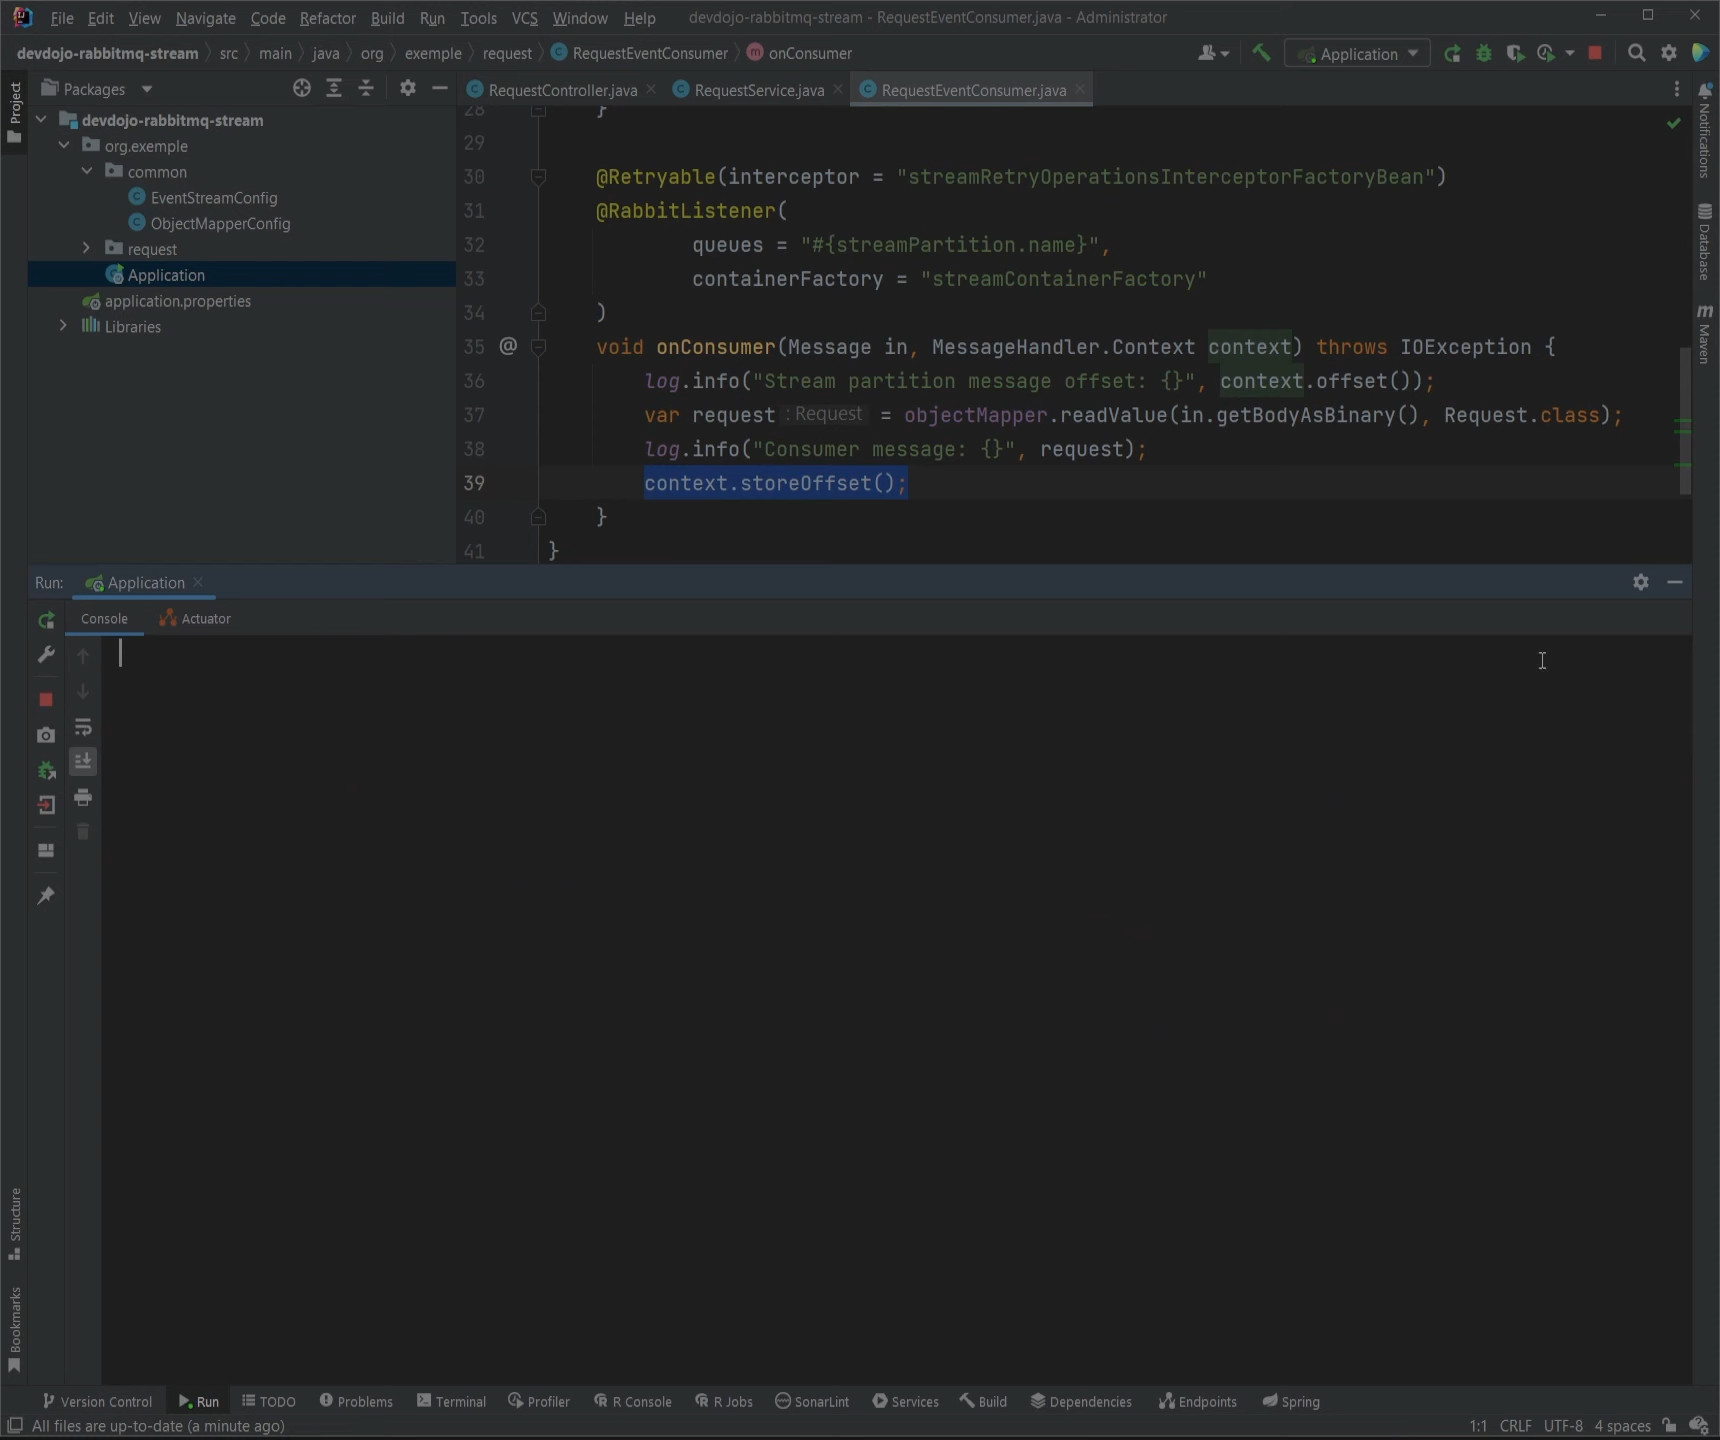 File Edit View Navigate Code Refactor Build Run Tools VCS Window Help devdojo-rabbitmq-stream - RequestEventConsumer.java - Administrator
devdojo-rabbitmq-stream src main java org exemple request RequestEventConsumer onConsumer Application
Project
Packages
devdojo-rabbitmq-stream
org.exemple
common
EventStreamConfig
ObjectMapperConfig
request
Application
application.properties
Libraries
RequestController.java RequestService.java RequestEventConsumer.java
28 }
29
30 @Retryable(interceptor = "streamRetryOperationsInterceptorFactoryBean")
31 @RabbitListener(
32 queues = "#{streamPartition.name}",
33 containerFactory = "streamContainerFactory"
34 )
35 @ void onConsumer(Message in, MessageHandler.Context context) throws IOException {
36 log.info("Stream partition message offset: {}", context.offset());
37 var request : Request = objectMapper.readValue(in.getBodyAsBinary(), Request.class);
38 log.info("Consumer message: {}", request);
39 context.storeOffset();
40 }
41 }
Notifications
Database
Maven
Run: Application
Console Actuator
Structure
Bookmarks
Version Control Run TODO Problems Terminal Profiler R Console R Jobs SonarLint Services Build Dependencies Endpoints Spring
All files are up-to-date (a minute ago) 1:1 CRLF UTF-8 4 spaces